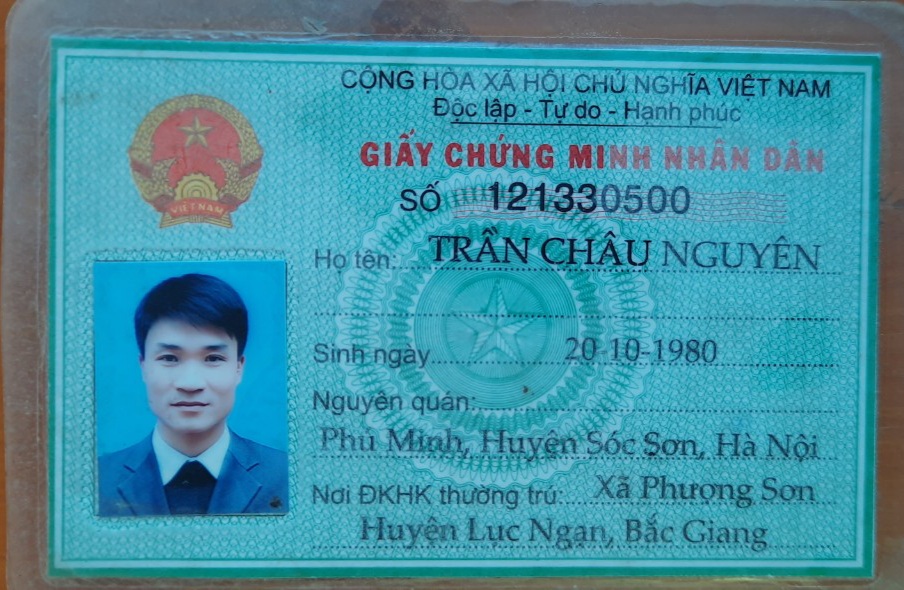 CỘNG HÒA XÃ HỘI CHỦ NGHĨA VIỆT NAM
Độc lập - Tự do - Hạnh phúc
GIẤY CHỨNG MINH NHÂN DÂN
SỐ 121330500
VIỆT NAM
Họ tên: TRẦN CHÂU NGUYÊN
Sinh ngày 20-10-1980
Nguyên quán:
Phú Minh, Huyện Sóc Sơn, Hà Nội
Nơi ĐKHK thường trú: Xã Phượng Sơn
Huyện Lục Ngạn, Bắc Giang